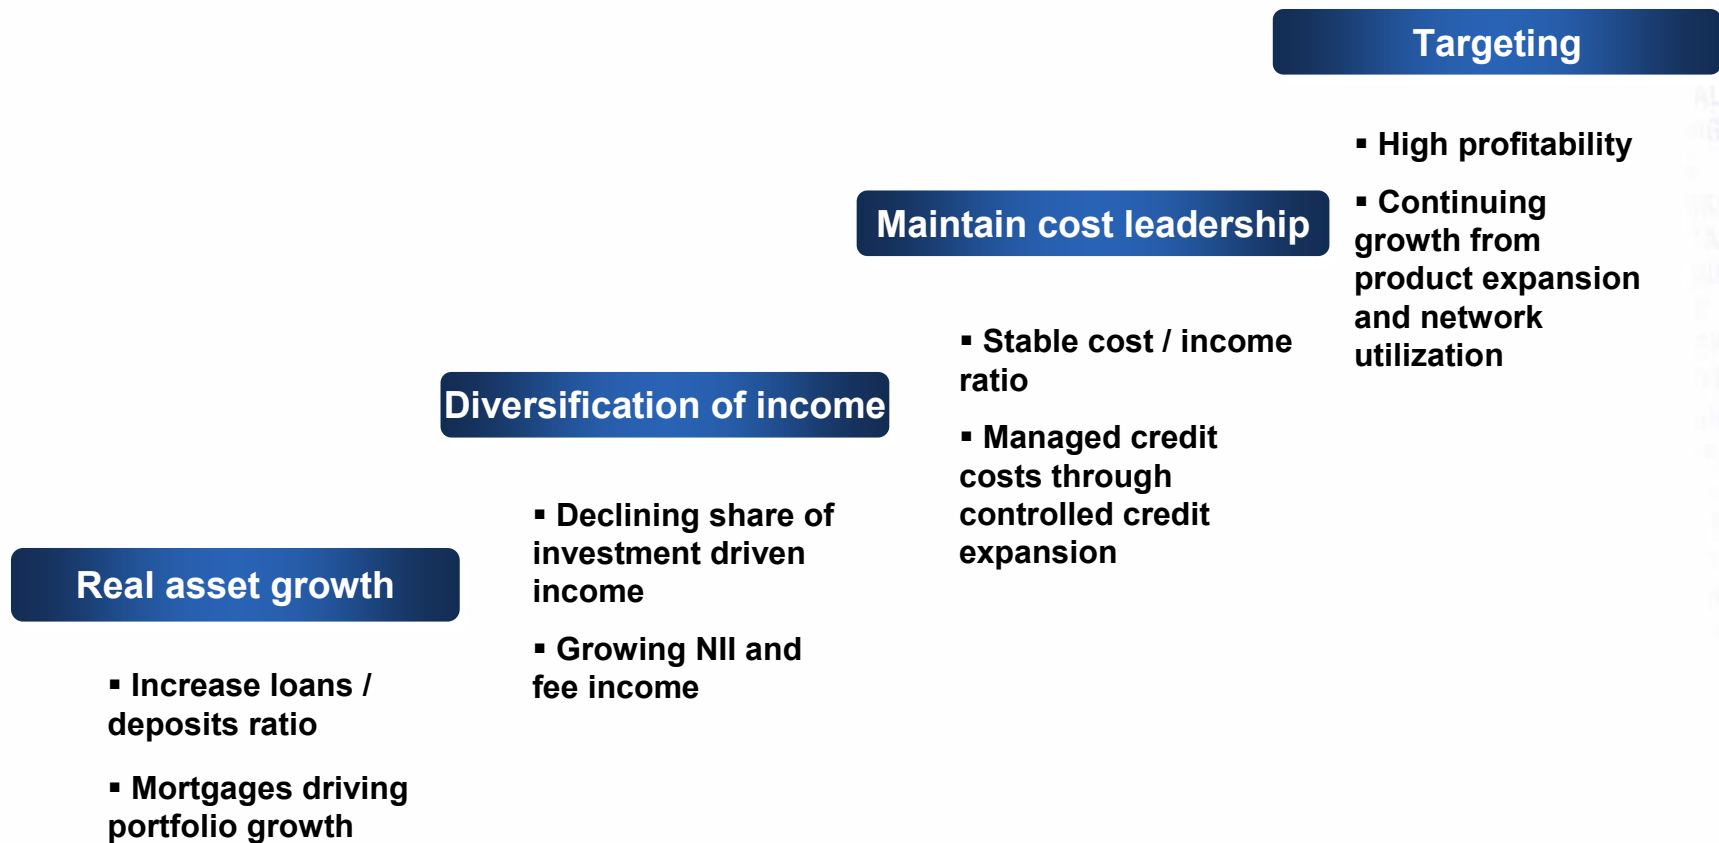 Targeting
▪ High profitability
▪ Continuing
growth from
product expansion
and network
utilization
Maintain cost leadership
▪ Stable cost / income
ratio
▪ Managed credit
costs through
controlled credit
expansion
Diversification of income
▪ Declining share of
investment driven
income
▪ Growing NII and
fee income
Real asset growth
▪ Increase loans /
deposits ratio
▪ Mortgages driving
portfolio growth